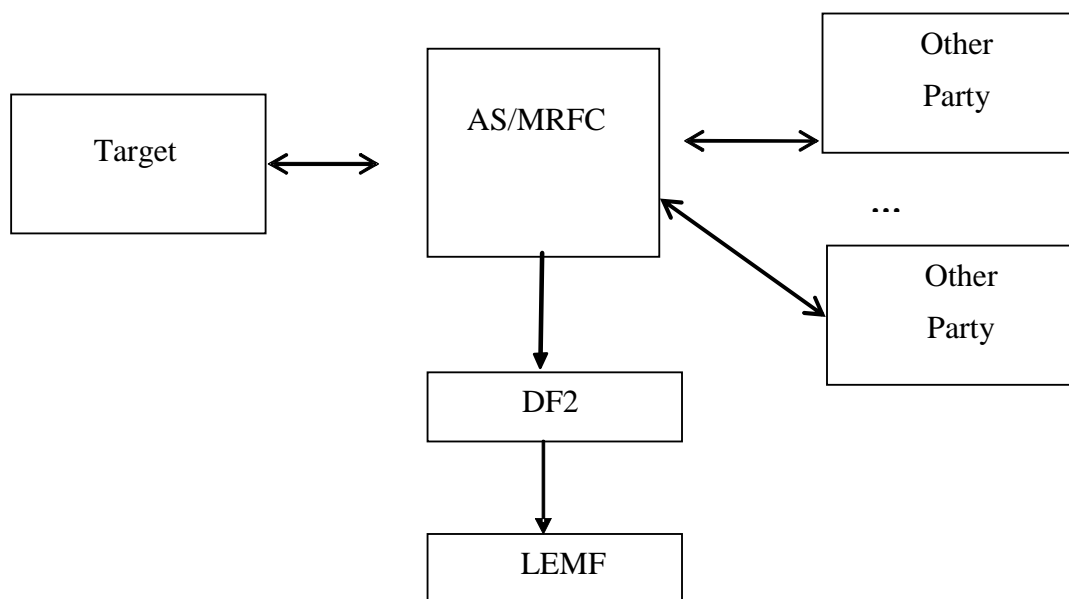 Target
AS/MRFC
Other
Party
...
Other
Party
DF2
LEMF